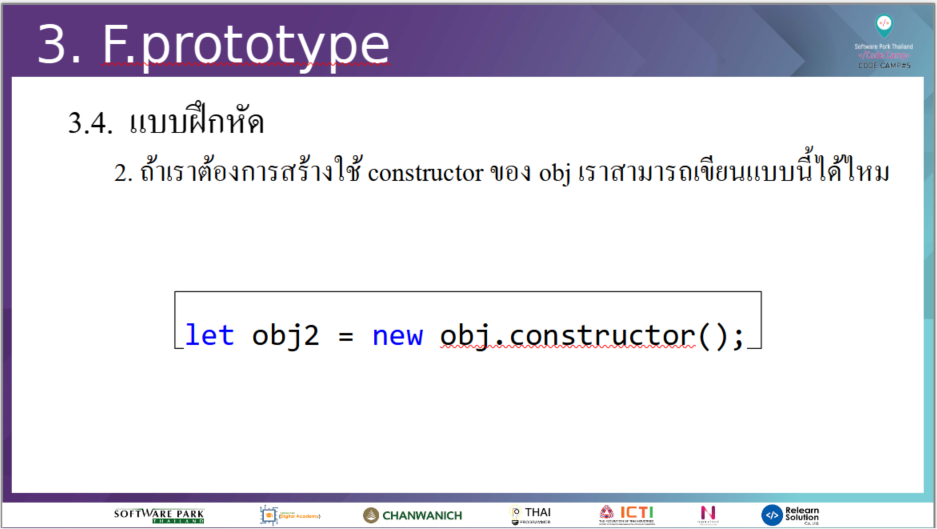 3. F.prototype
Software Park Thailand
</Code Camp>
CODE CAMP#5
3.4. แบบฝึกหัด
2. ถ้าเราต้องการสร้างใช้ constructor ของ obj เราสามารถเขียนแบบนี้ได้ไหม
let obj2 = new obj.constructor();
SOFTWARE PARK
THAILAND
Digital Academy
CHANWANICH
THAI
PROGRAMMER
ICTI
Relearn
Solution
Co.,Ltd.